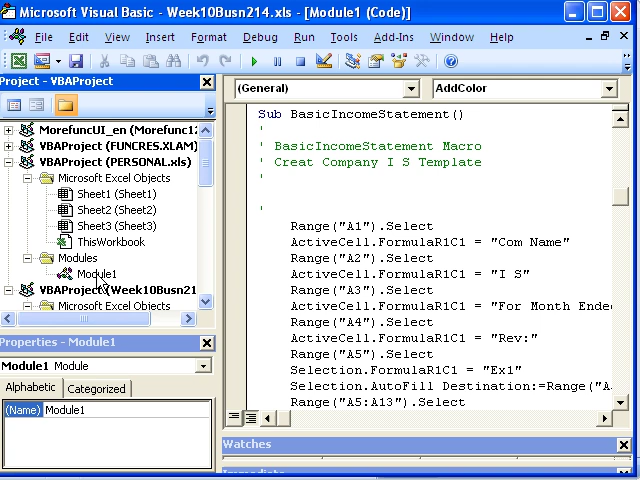 Microsoft Visual Basic - Week10Busn214.xls - [Module1 (Code)]
File Edit View Insert Format Debug Run Tools Add-Ins Window Help
Project - VBAProject
MorefuncUI_en (Morefunc12
VBAProject (FUNCRES.XLAM)
VBAProject (PERSONAL.xls)
Microsoft Excel Objects
Sheet1 (Sheet1)
Sheet2 (Sheet2)
Sheet3 (Sheet3)
ThisWorkbook
Modules
Module1
VBAProject (Week10Busn21
Microsoft Excel Objects
Properties - Module1
Module1 Module
Alphabetic Categorized
(Name) Module1
(General) AddColor
Sub BasicIncomeStatement()
'
' BasicIncomeStatement Macro
' Creat Company I S Template
'
'
Range("A1").Select
ActiveCell.FormulaR1C1 = "Com Name"
Range("A2").Select
ActiveCell.FormulaR1C1 = "I S"
Range("A3").Select
ActiveCell.FormulaR1C1 = "For Month Ende
Range("A4").Select
ActiveCell.FormulaR1C1 = "Rev:"
Range("A5").Select
Selection.FormulaR1C1 = "Ex1"
Selection.AutoFill Destination:=Range("A
Range("A5:A13").Select
Watches
Immediate